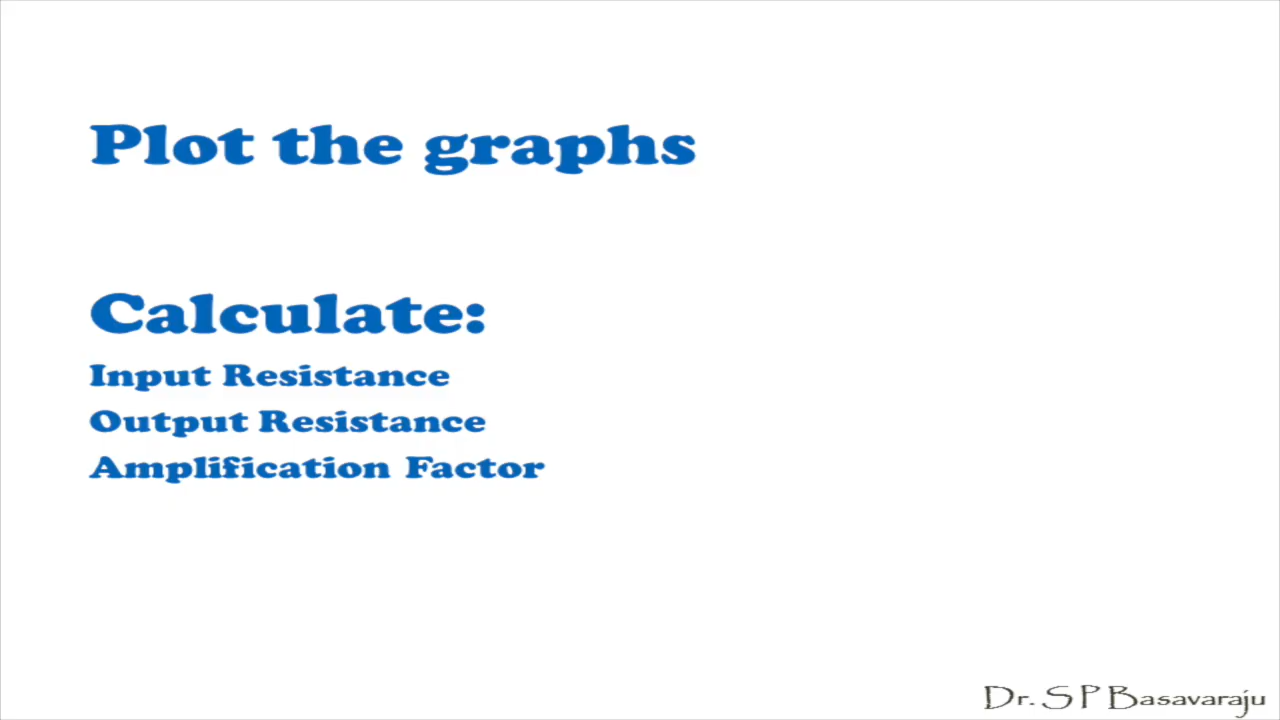 Plot the graphs
Calculate:
Input Resistance
Output Resistance
Amplification Factor
Dr. S P Basavaraju